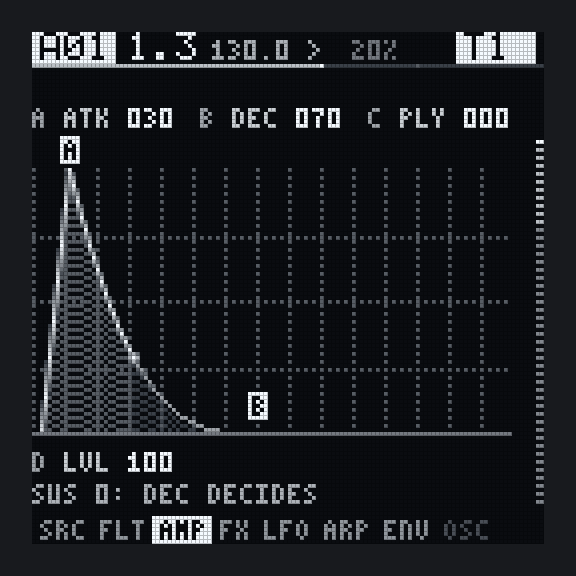 A01 1.3 130.0 > 20% T1
A ATK 030 B DEC 070 C PLY 000
A
B
D LVL 100
SUS 0: DEC DECIDES
SRC FLT AMP FX LFO ARP ENV OSC